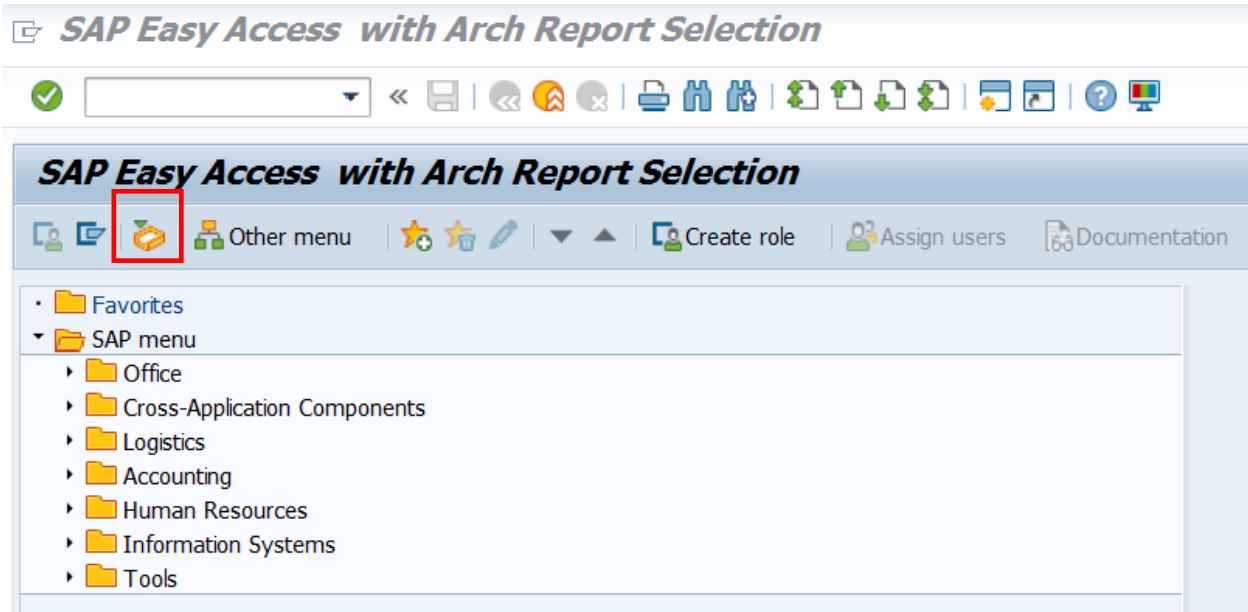 SAP Easy Access with Arch Report Selection
SAP Easy Access with Arch Report Selection
Other menu Create role Assign users Documentation
Favorites
SAP menu
Office
Cross-Application Components
Logistics
Accounting
Human Resources
Information Systems
Tools